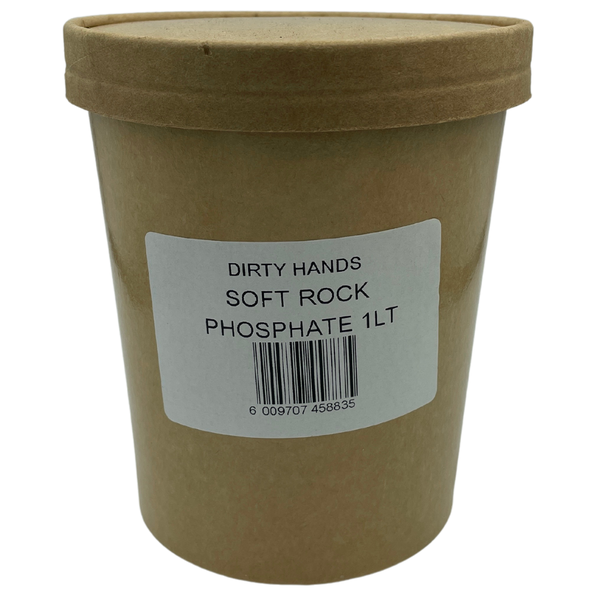 DIRTY HANDS
SOFT ROCK
PHOSPHATE 1LT
6 009707 458835